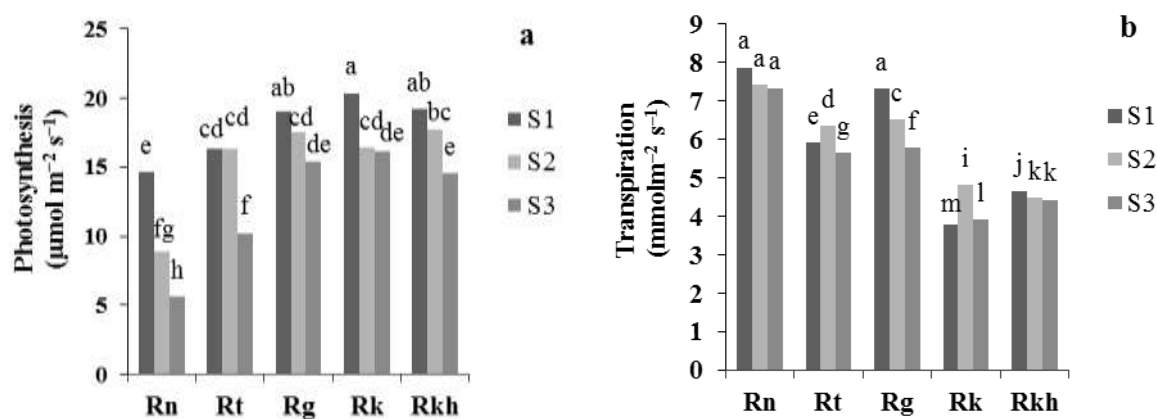 a
Photosynthesis
(µmol m⁻² s⁻¹)
25
20
15
10
5
0
e
fg
h
cd
cd
f
ab
cd
de
a
cd
de
ab
bc
e
Rn Rt Rg Rk Rkh
S1
S2
S3
b
Transpiration
(mmolm⁻² s⁻¹)
9
8
7
6
5
4
3
2
1
0
a
a
a
e
d
g
a
c
f
m
i
l
j
k
k
Rn Rt Rg Rk Rkh
S1
S2
S3